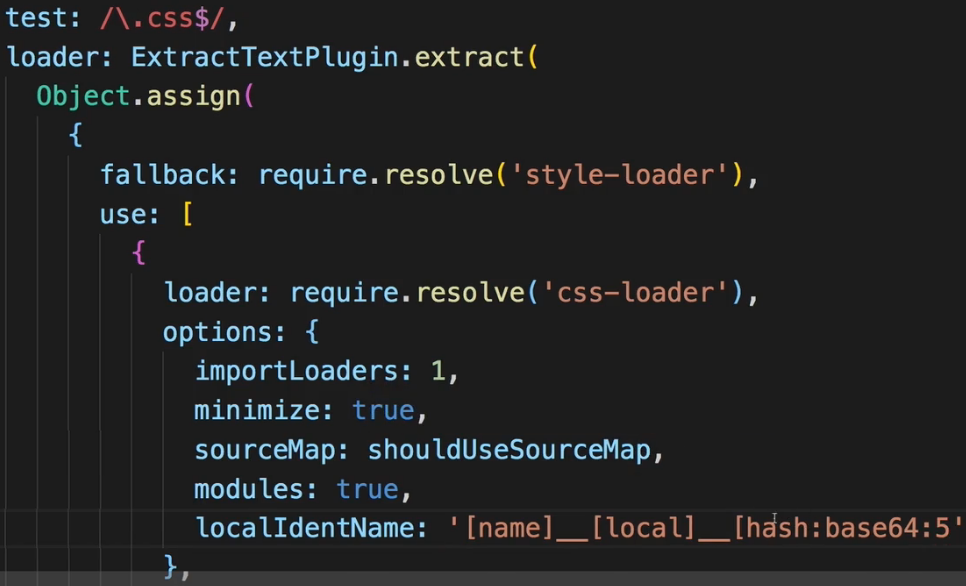 test: /\.css$/,
loader: ExtractTextPlugin.extract(
Object.assign(
{
fallback: require.resolve('style-loader'),
use: [
{
loader: require.resolve('css-loader'),
options: {
importLoaders: 1,
minimize: true,
sourceMap: shouldUseSourceMap,
modules: true,
localIdentName: '[name]__[local]__[hash:base64:5'
},